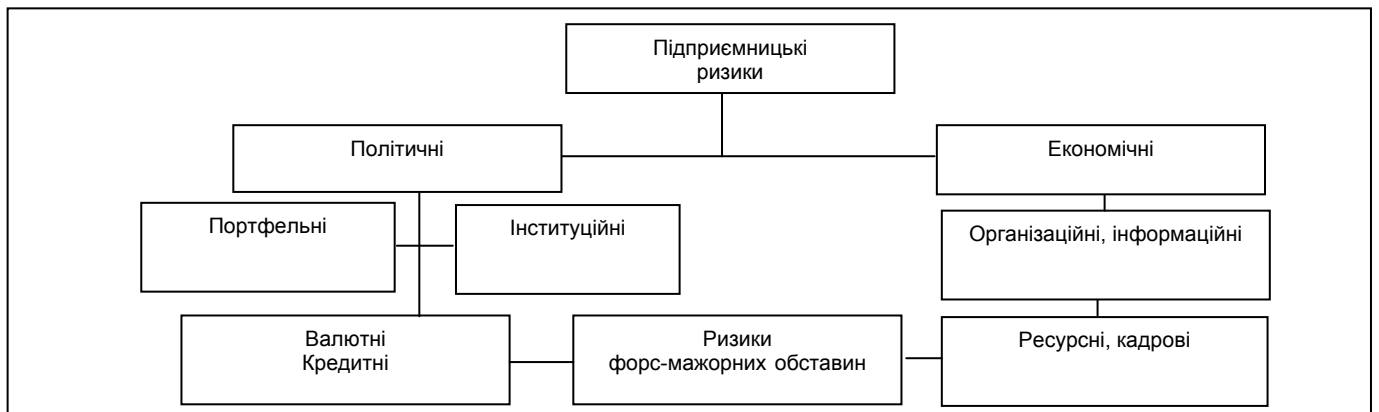 Підприємницькі
ризики
Політичні
Економічні
Портфельні
Інституційні
Організаційні, інформаційні
Валютні
Кредитні
Ризики
форс-мажорних обставин
Ресурсні, кадрові